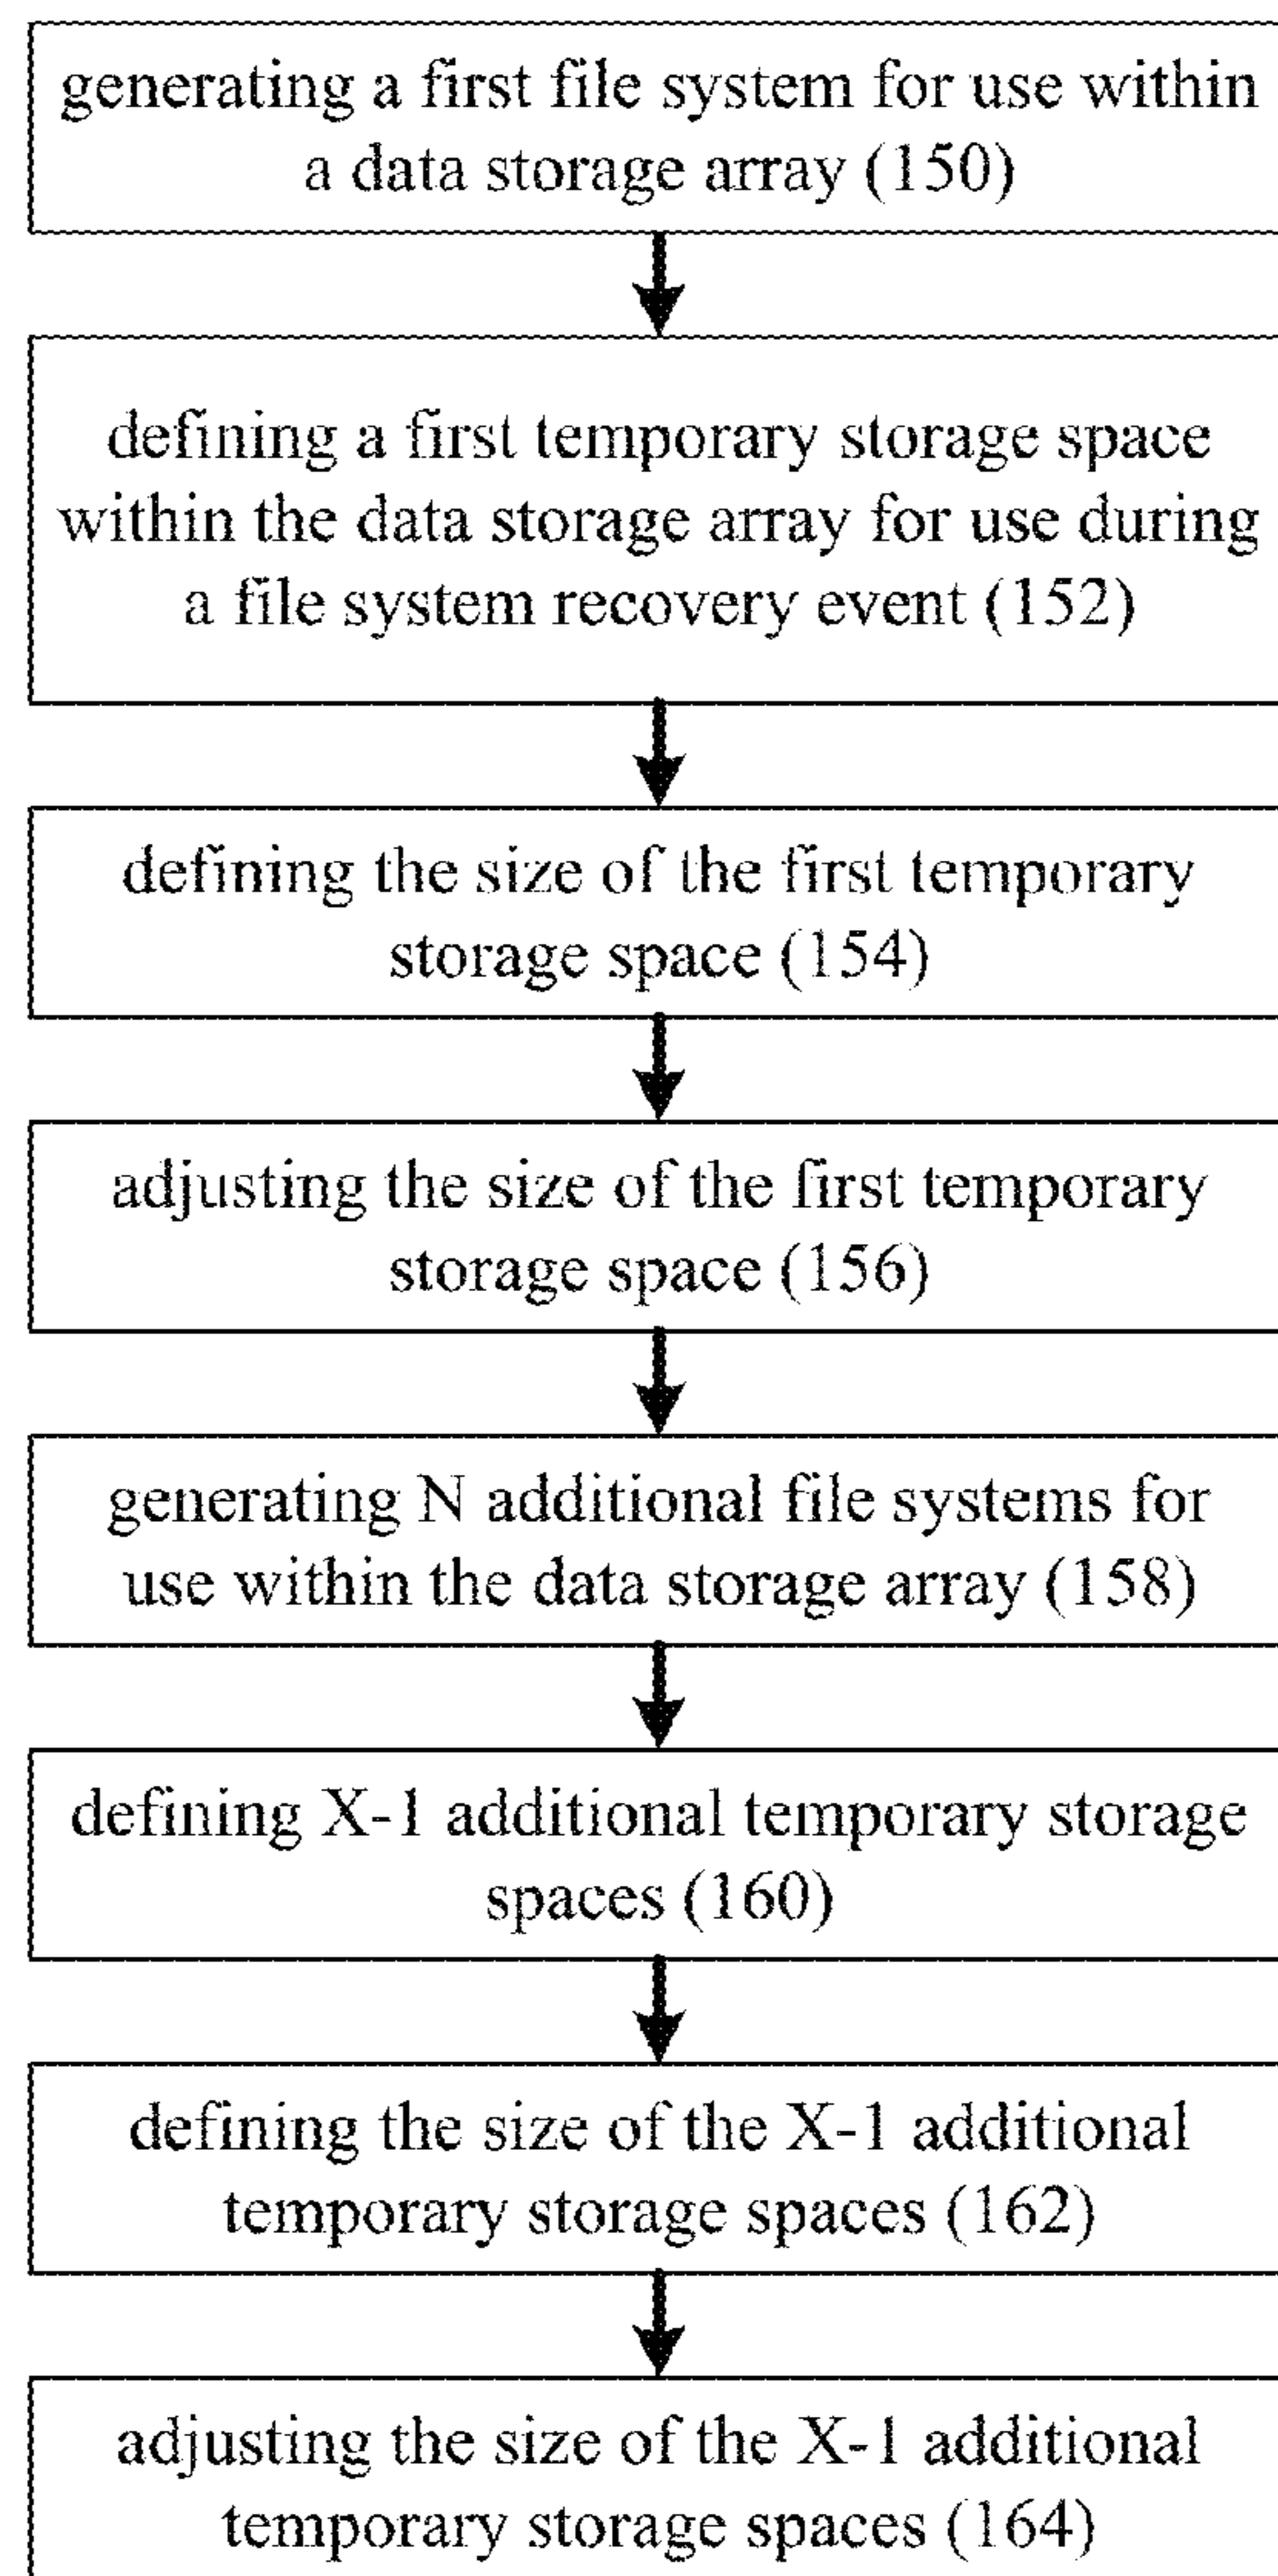 generating a first file system for use within
a data storage array (150)
defining a first temporary storage space
within the data storage array for use during
a file system recovery event (152)
defining the size of the first temporary
storage space (154)
adjusting the size of the first temporary
storage space (156)
generating N additional file systems for
use within the data storage array (158)
defining X-1 additional temporary storage
spaces (160)
defining the size of the X-1 additional
temporary storage spaces (162)
adjusting the size of the X-1 additional
temporary storage spaces (164)